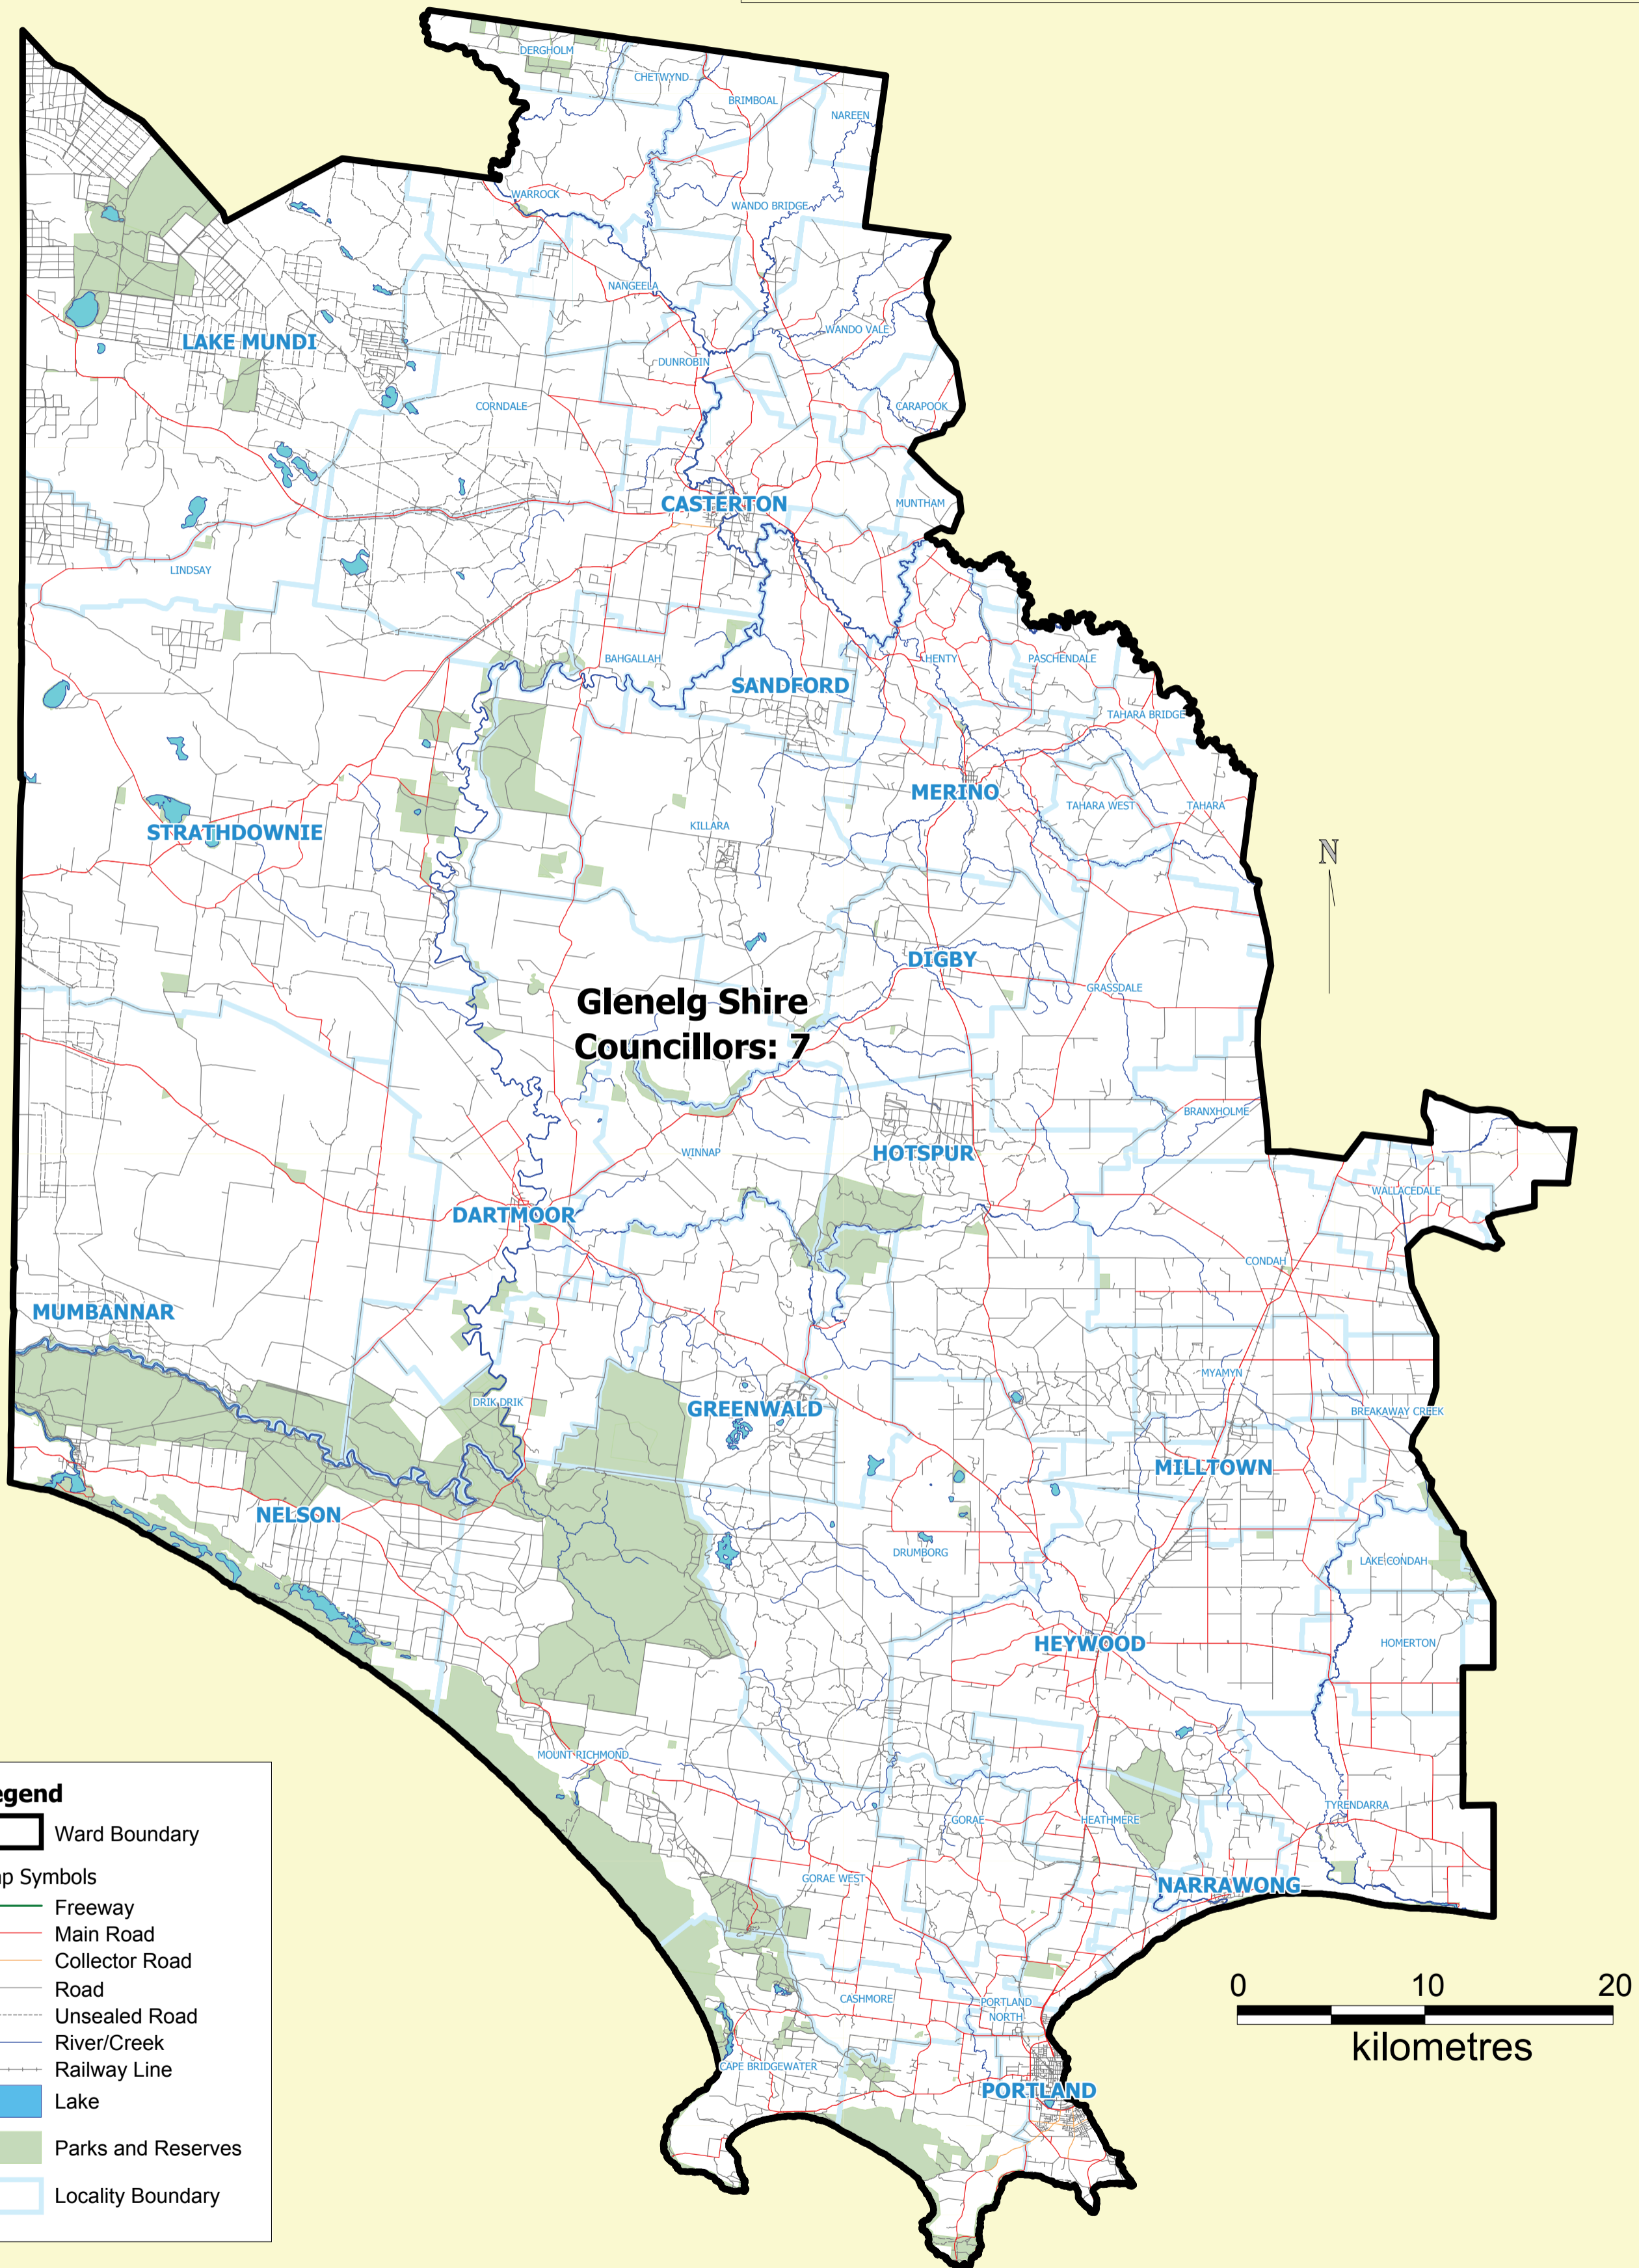 DERGHOLM
CHETWYND
BRIMBOAL
NAREEN
WARROCK
WANDO BRIDGE
NANGEELA
WANDO VALE
LAKE MUNDI
DUNROBIN
CORNDALE
CARAPOOK
CASTERTON
MUNTHAM
LINDSAY
BAHGALLAH
HENTY
PASCHENDALE
SANDFORD
TAHARA BRIDGE
MERINO
TAHARA WEST
TAHARA
STRATHDOWNIE
KILLARA
N
DIGBY
GRASSDALE
Glenelg Shire
Councillors: 7
BRANXHOLME
WINNAP
HOTSPUR
WALLACEDALE
DARTMOOR
CONDAH
MUMBANNAR
MYAMYN
DRIK DRIK
GREENWALD
BREAKAWAY CREEK
MILLTOWN
NELSON
DRUMBORG
LAKE CONDAH
HEYWOOD
HOMERTON
MOUNT RICHMOND
TYRENDARRA
GORAE
HEATHMERE
GORAE WEST
NARRAWONG
CASHMORE
PORTLAND
NORTH
CAPE BRIDGEWATER
PORTLAND
egend
Ward Boundary
p Symbols
Freeway
Main Road
Collector Road
Road
Unsealed Road
River/Creek
Railway Line
Lake
Parks and Reserves
Locality Boundary
0 10 20
kilometres